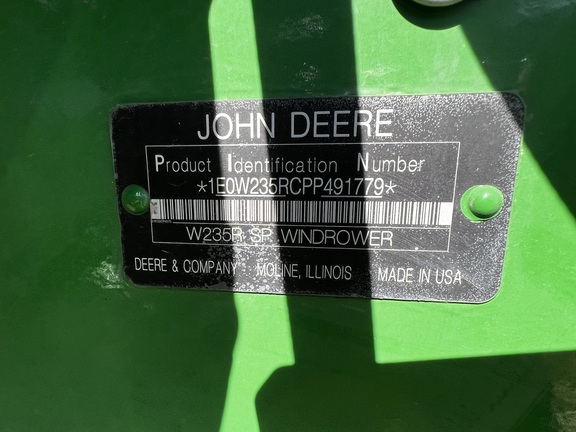 JOHN DEERE
Product Identification Number
*1E0W235RCPP491779*
W235R SP WINDROWER
DEERE & COMPANY MOLINE, ILLINOIS MADE IN USA